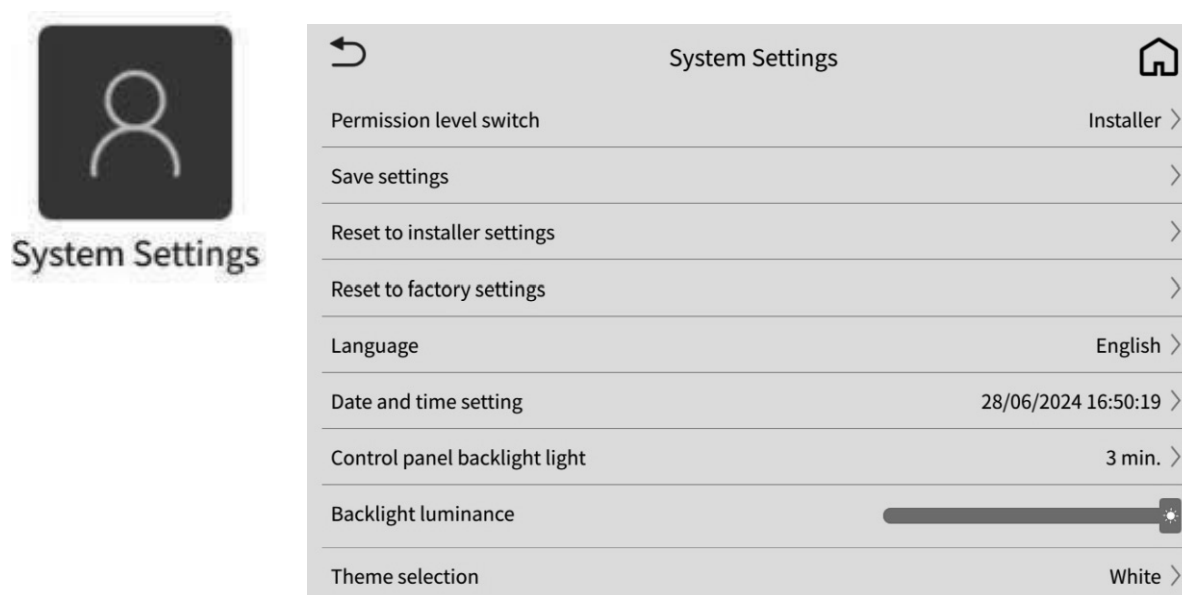 System Settings
System Settings
Permission level switch Installer
Save settings
Reset to installer settings
Reset to factory settings
Language English
Date and time setting 28/06/2024 16:50:19
Control panel backlight light 3 min.
Backlight luminance
Theme selection White